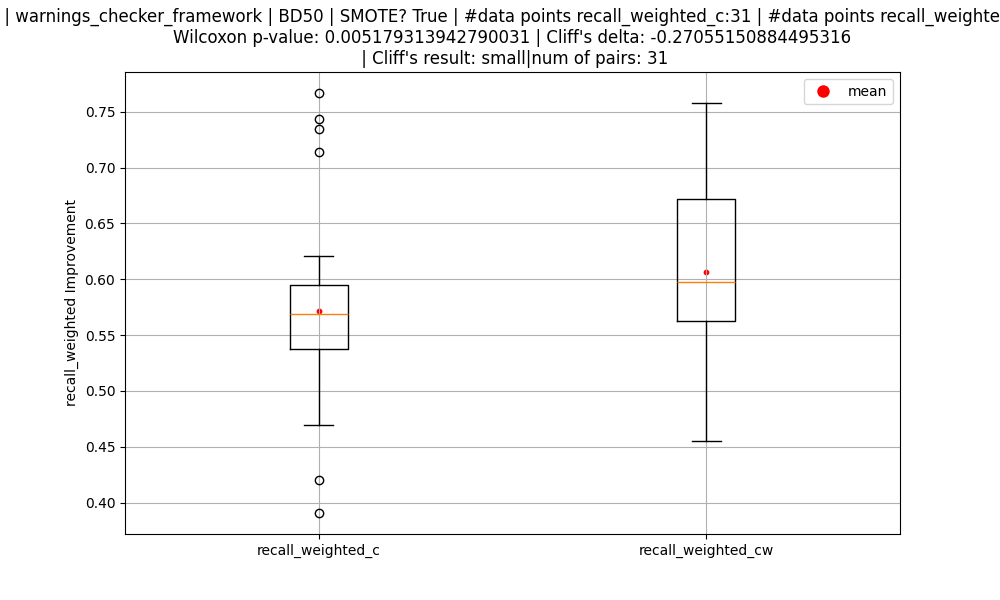 | warnings_checker_framework | BD50 | SMOTE? True | #data points recall_weighted_c:31 | #data points recall_weighte
Wilcoxon p-value: 0.005179313942790031 | Cliff's delta: -0.27055150884495316
| Cliff's result: small|num of pairs: 31
mean
0.75
0.70
0.65
0.60
0.55
0.50
0.45
0.40
recall_weighted Improvement
recall_weighted_c
recall_weighted_cw